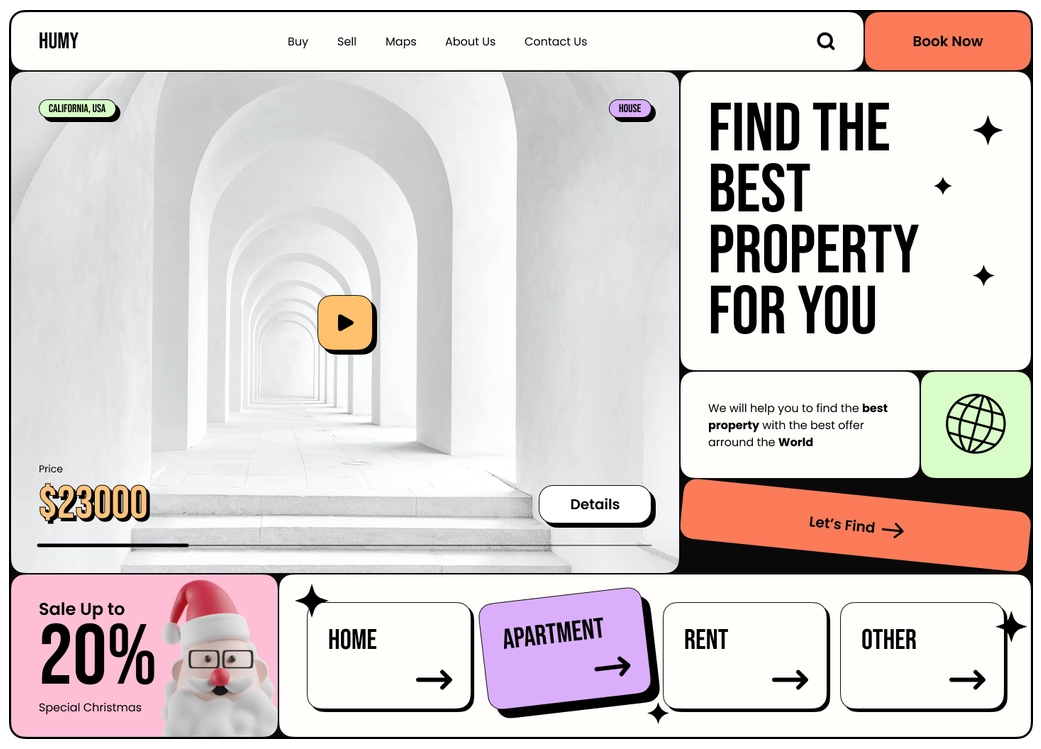 HUMY
Buy
Sell
Maps
About Us
Contact Us
Book Now
CALIFORNIA, USA
HOUSE
Price
$23000
Details
FIND THE
BEST
PROPERTY
FOR YOU
We will help you to find the best
property with the best offer
arround the World
Let's Find
Sale Up to
20%
Special Christmas
HOME
APARTMENT
RENT
OTHER